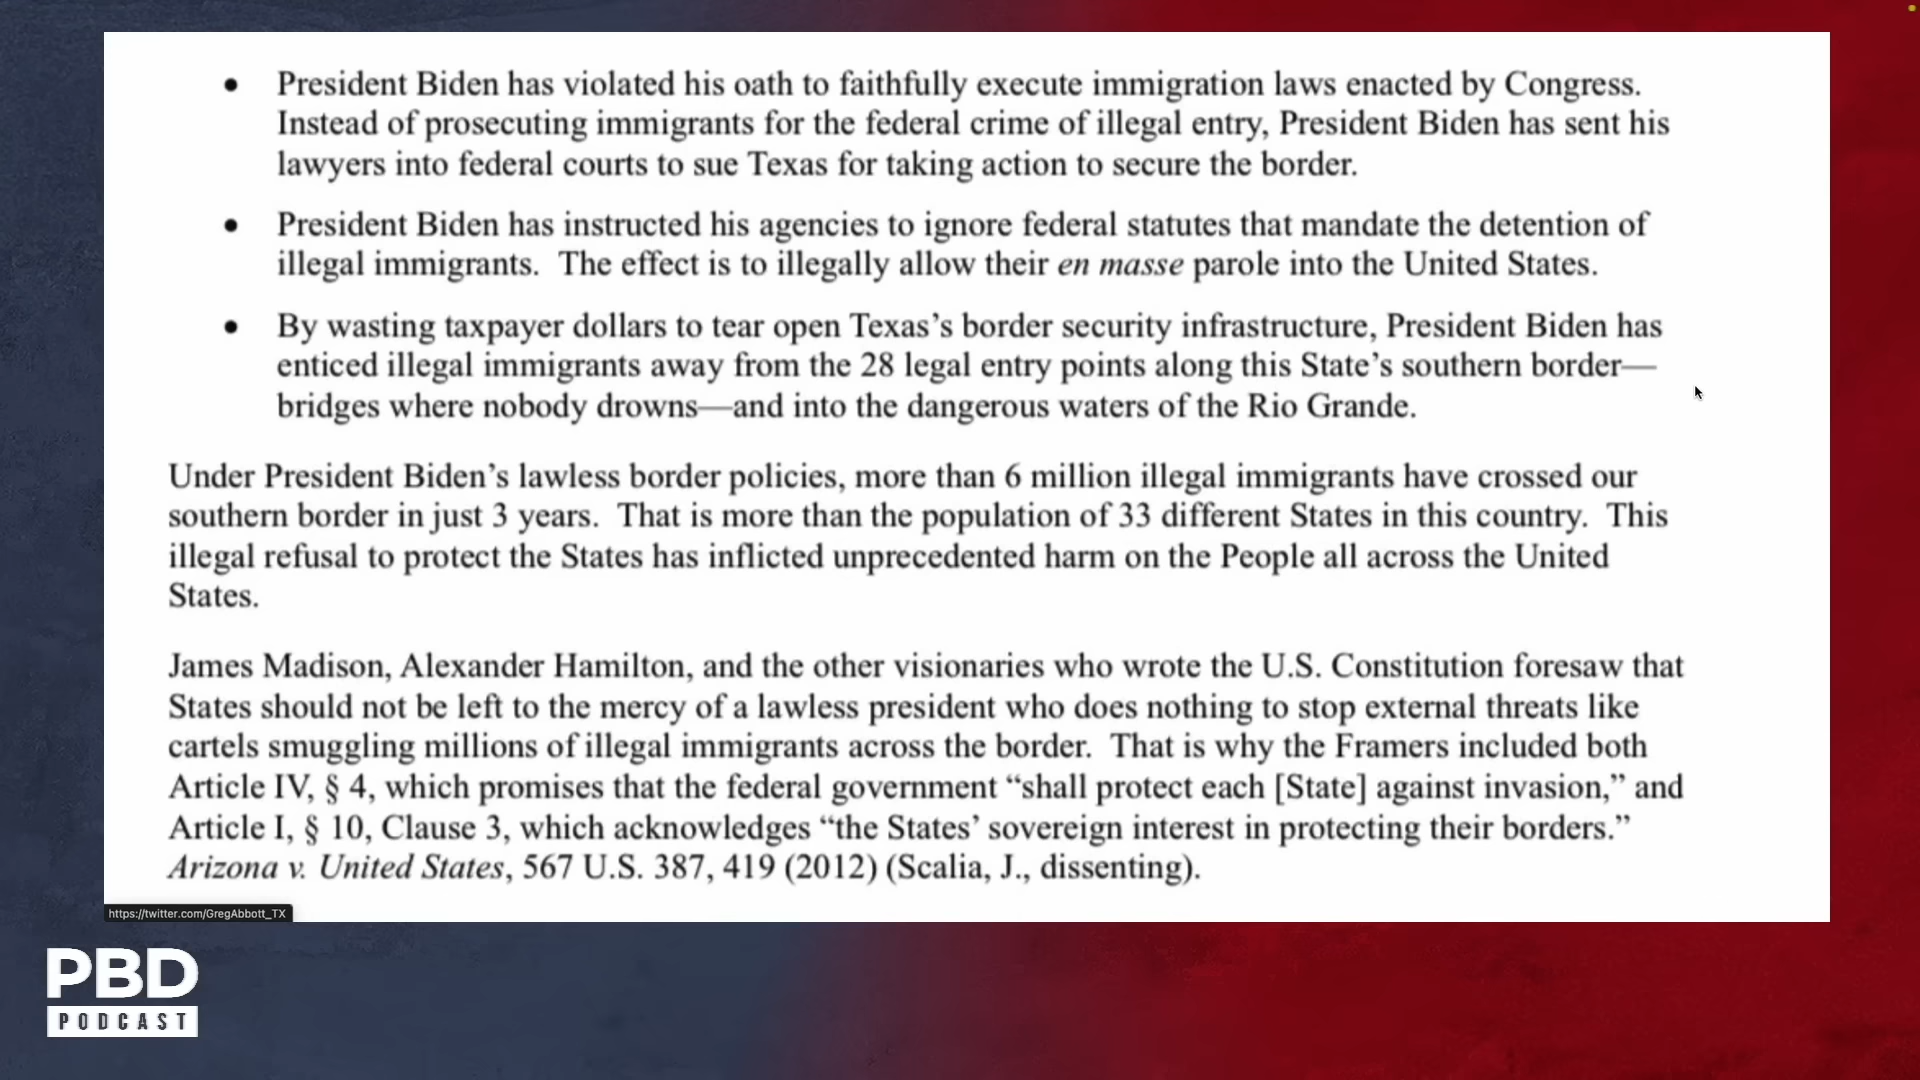 • President Biden has violated his oath to faithfully execute immigration laws enacted by Congress.
Instead of prosecuting immigrants for the federal crime of illegal entry, President Biden has sent his
lawyers into federal courts to sue Texas for taking action to secure the border.
• President Biden has instructed his agencies to ignore federal statutes that mandate the detention of
illegal immigrants.  The effect is to illegally allow their en masse parole into the United States.
• By wasting taxpayer dollars to tear open Texas’s border security infrastructure, President Biden has
enticed illegal immigrants away from the 28 legal entry points along this State’s southern border—
bridges where nobody drowns—and into the dangerous waters of the Rio Grande.
Under President Biden’s lawless border policies, more than 6 million illegal immigrants have crossed our
southern border in just 3 years.  That is more than the population of 33 different States in this country.  This
illegal refusal to protect the States has inflicted unprecedented harm on the People all across the United
States.
James Madison, Alexander Hamilton, and the other visionaries who wrote the U.S. Constitution foresaw that
States should not be left to the mercy of a lawless president who does nothing to stop external threats like
cartels smuggling millions of illegal immigrants across the border.  That is why the Framers included both
Article IV, § 4, which promises that the federal government “shall protect each [State] against invasion,” and
Article I, § 10, Clause 3, which acknowledges “the States’ sovereign interest in protecting their borders.”
Arizona v. United States, 567 U.S. 387, 419 (2012) (Scalia, J., dissenting).
https://twitter.com/GregAbbott_TX
PBD
PODCAST